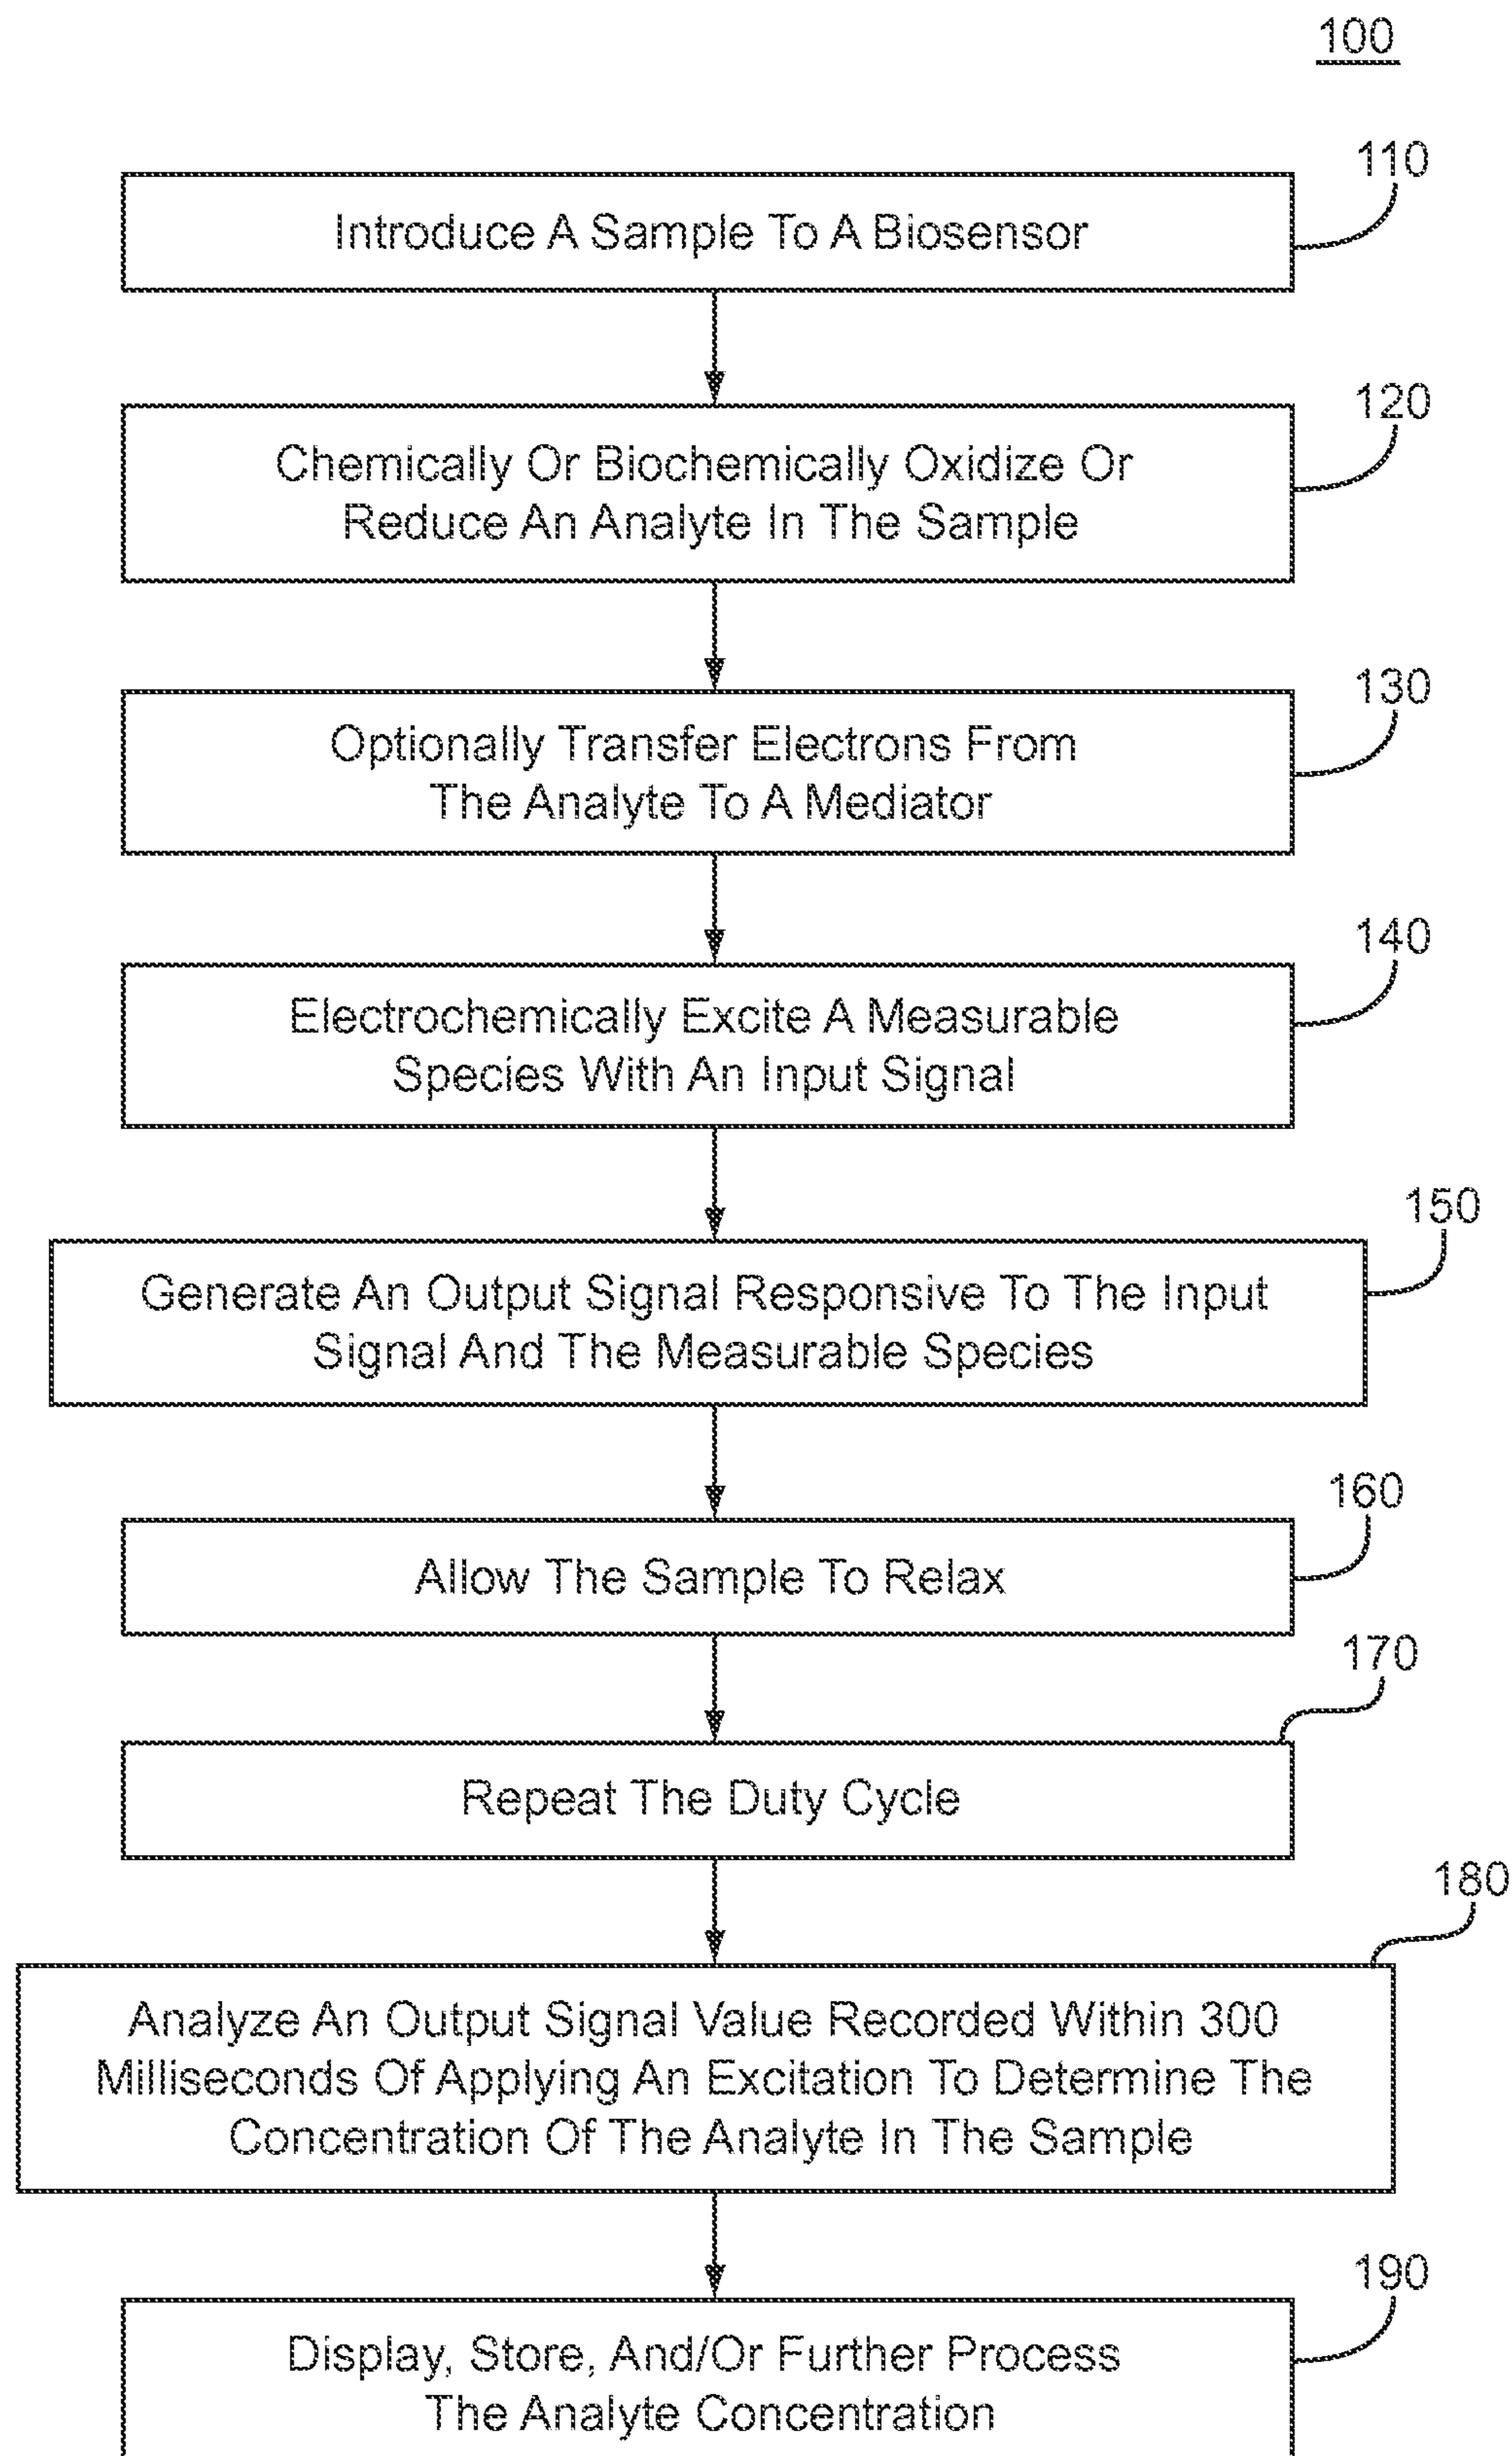 100
110
Introduce A Sample To A Biosensor
120
Chemically Or Biochemically Oxidize Or
Reduce An Analyte In The Sample
130
Optionally Transfer Electrons From
The Analyte To A Mediator
140
Electrochemically Excite A Measurable
Species With An Input Signal
150
Generate An Output Signal Responsive To The Input
Signal And The Measurable Species
160
Allow The Sample To Relax
170
Repeat The Duty Cycle
180
Analyze An Output Signal Value Recorded Within 300
Milliseconds Of Applying An Excitation To Determine The
Concentration Of The Analyte In The Sample
190
Display, Store, And/Or Further Process
The Analyte Concentration